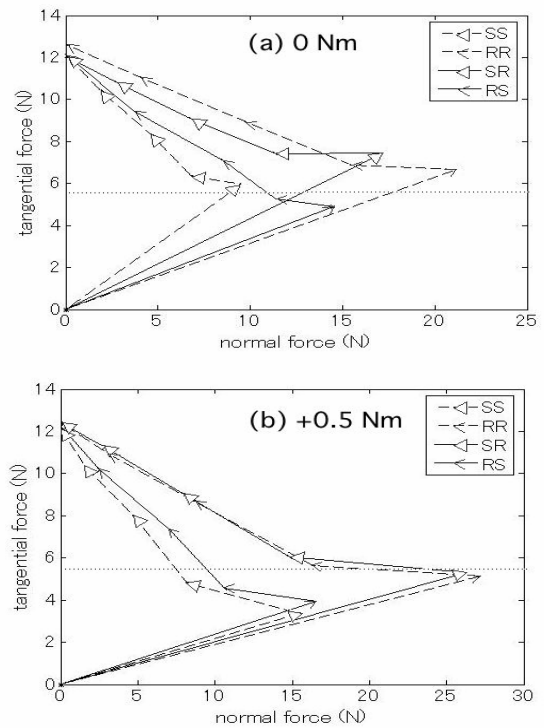 (a) 0 Nm
SS
RR
SR
RS
14
12
10
8
6
4
2
0
tangential force (N)
0 5 10 15 20 25
normal force (N)
(b) +0.5 Nm
SS
RR
SR
RS
14
12
10
8
6
4
2
0
tangential force (N)
0 5 10 15 20 25 30
normal force (N)